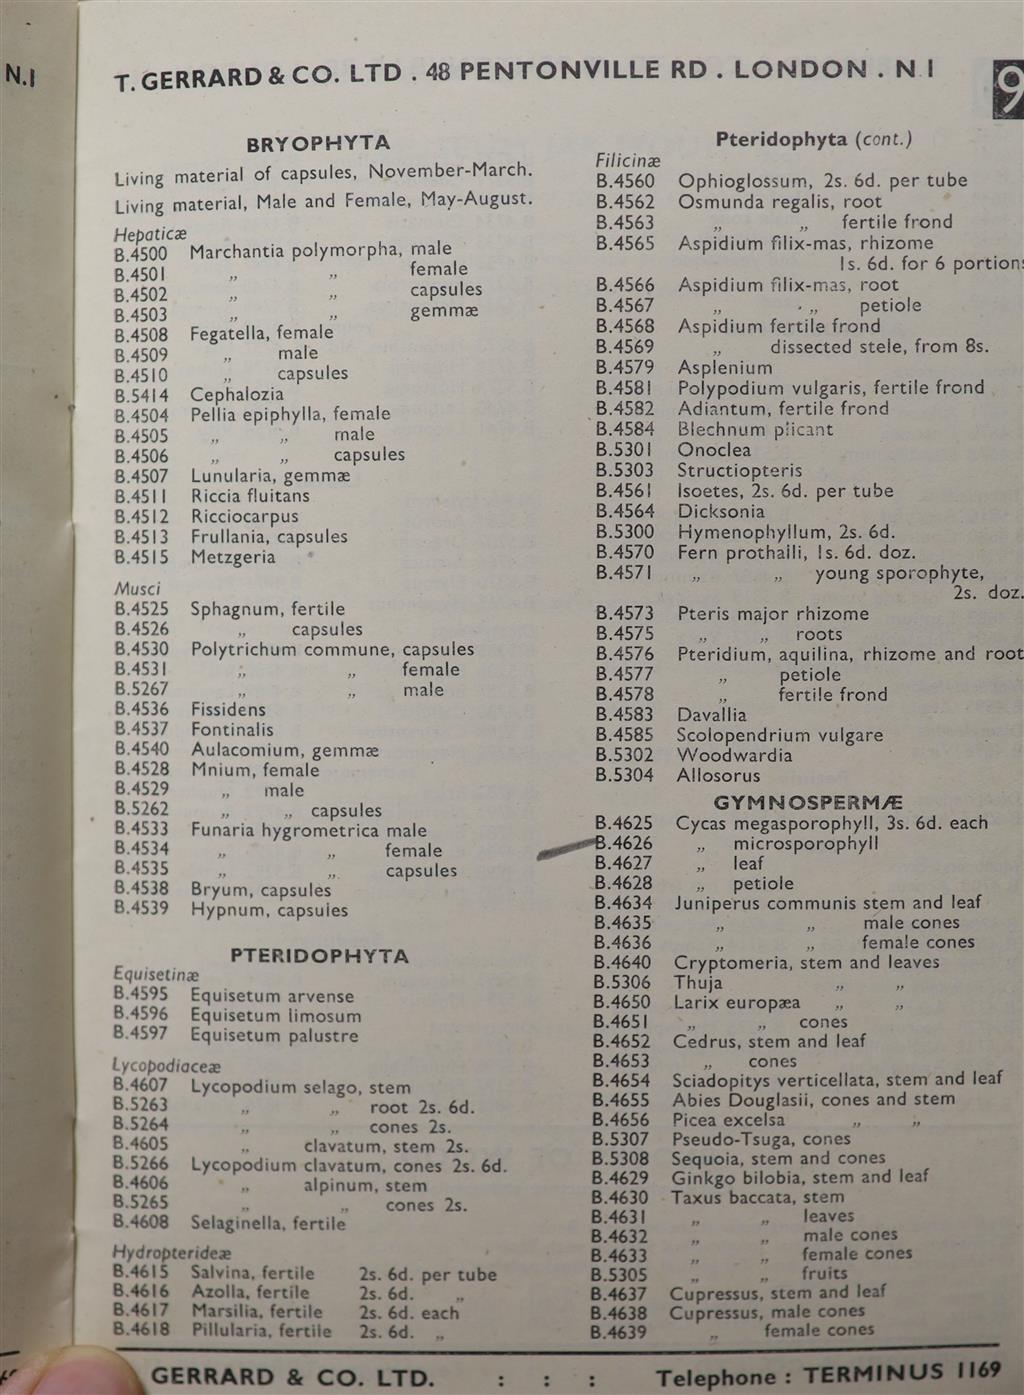 N.I
T. GERRARD & CO. LTD . 48 PENTONVILLE RD . LONDON . N I
9
BRYOPHYTA
Living material of capsules, November-March.
Living material, Male and Female, May-August.
Hepaticæ
B.4500 Marchantia polymorpha, male
B.4501 „ „ female
B.4502 „ „ capsules
B.4503 „ „ gemmæ
B.4508 Fegatella, female
B.4509 „ male
B.4510 „ capsules
B.5414 Cephalozia
B.4504 Pellia epiphylla, female
B.4505 „ „ male
B.4506 „ „ capsules
B.4507 Lunularia, gemmæ
B.4511 Riccia fluitans
B.4512 Ricciocarpus
B.4513 Frullania, capsules
B.4515 Metzgeria
Musci
B.4525 Sphagnum, fertile
B.4526 „ capsules
B.4530 Polytrichum commune, capsules
B.4531 „ „ female
B.5267 „ „ male
B.4536 Fissidens
B.4537 Fontinalis
B.4540 Aulacomium, gemmæ
B.4528 Mnium, female
B.4529 „ male
B.5262 „ „ capsules
B.4533 Funaria hygrometrica male
B.4534 „ „ female
B.4535 „ „ capsules
B.4538 Bryum, capsules
B.4539 Hypnum, capsules
PTERIDOPHYTA
Equisetinæ
B.4595 Equisetum arvense
B.4596 Equisetum limosum
B.4597 Equisetum palustre
Lycopodiaceæ
B.4607 Lycopodium selago, stem
B.5263 „ „ root 2s. 6d.
B.5264 „ „ cones 2s.
B.4605 „ clavatum, stem 2s.
B.5266 Lycopodium clavatum, cones 2s. 6d.
B.4606 „ alpinum, stem
B.5265 „ „ cones 2s.
B.4608 Selaginella, fertile
Hydropterideæ
B.4615 Salvina, fertile 2s. 6d. per tube
B.4616 Azolla, fertile 2s. 6d. „
B.4617 Marsilia, fertile 2s. 6d. each
B.4618 Pillularia, fertile 2s. 6d. „
Pteridophyta (cont.)
Filicinæ
B.4560 Ophioglossum, 2s. 6d. per tube
B.4562 Osmunda regalis, root
B.4563 „ „ fertile frond
B.4565 Aspidium filix-mas, rhizome
1s. 6d. for 6 portions
B.4566 Aspidium filix-mas, root
B.4567 „ „ petiole
B.4568 Aspidium fertile frond
B.4569 „ dissected stele, from 8s.
B.4579 Asplenium
B.4581 Polypodium vulgaris, fertile frond
B.4582 Adiantum, fertile frond
B.4584 Blechnum plicant
B.5301 Onoclea
B.5303 Structiopteris
B.4561 Isoetes, 2s. 6d. per tube
B.4564 Dicksonia
B.5300 Hymenophyllum, 2s. 6d.
B.4570 Fern prothalli, 1s. 6d. doz.
B.4571 „ „ young sporophyte,
2s. doz.
B.4573 Pteris major rhizome
B.4575 „ „ roots
B.4576 Pteridium, aquilina, rhizome and root
B.4577 „ petiole
B.4578 „ fertile frond
B.4583 Davallia
B.4585 Scolopendrium vulgare
B.5302 Woodwardia
B.5304 Allosorus
GYMNOSPERMÆ
B.4625 Cycas megasporophyll, 3s. 6d. each
B.4626 „ microsporophyll
B.4627 „ leaf
B.4628 „ petiole
B.4634 Juniperus communis stem and leaf
B.4635 „ „ male cones
B.4636 „ „ female cones
B.4640 Cryptomeria, stem and leaves
B.5306 Thuja „ „
B.4650 Larix europæa „ „
B.4651 „ „ cones
B.4652 Cedrus, stem and leaf
B.4653 „ cones
B.4654 Sciadopitys verticellata, stem and leaf
B.4655 Abies Douglasii, cones and stem
B.4656 Picea excelsa „ „
B.5307 Pseudo-Tsuga, cones
B.5308 Sequoia, stem and cones
B.4629 Ginkgo bilobia, stem and leaf
B.4630 Taxus baccata, stem
B.4631 „ „ leaves
B.4632 „ „ male cones
B.4633 „ „ female cones
B.5305 „ „ fruits
B.4637 Cupressus, stem and leaf
B.4638 Cupressus, male cones
B.4639 „ female cones
GERRARD & CO. LTD. : : : Telephone : TERMINUS 1169